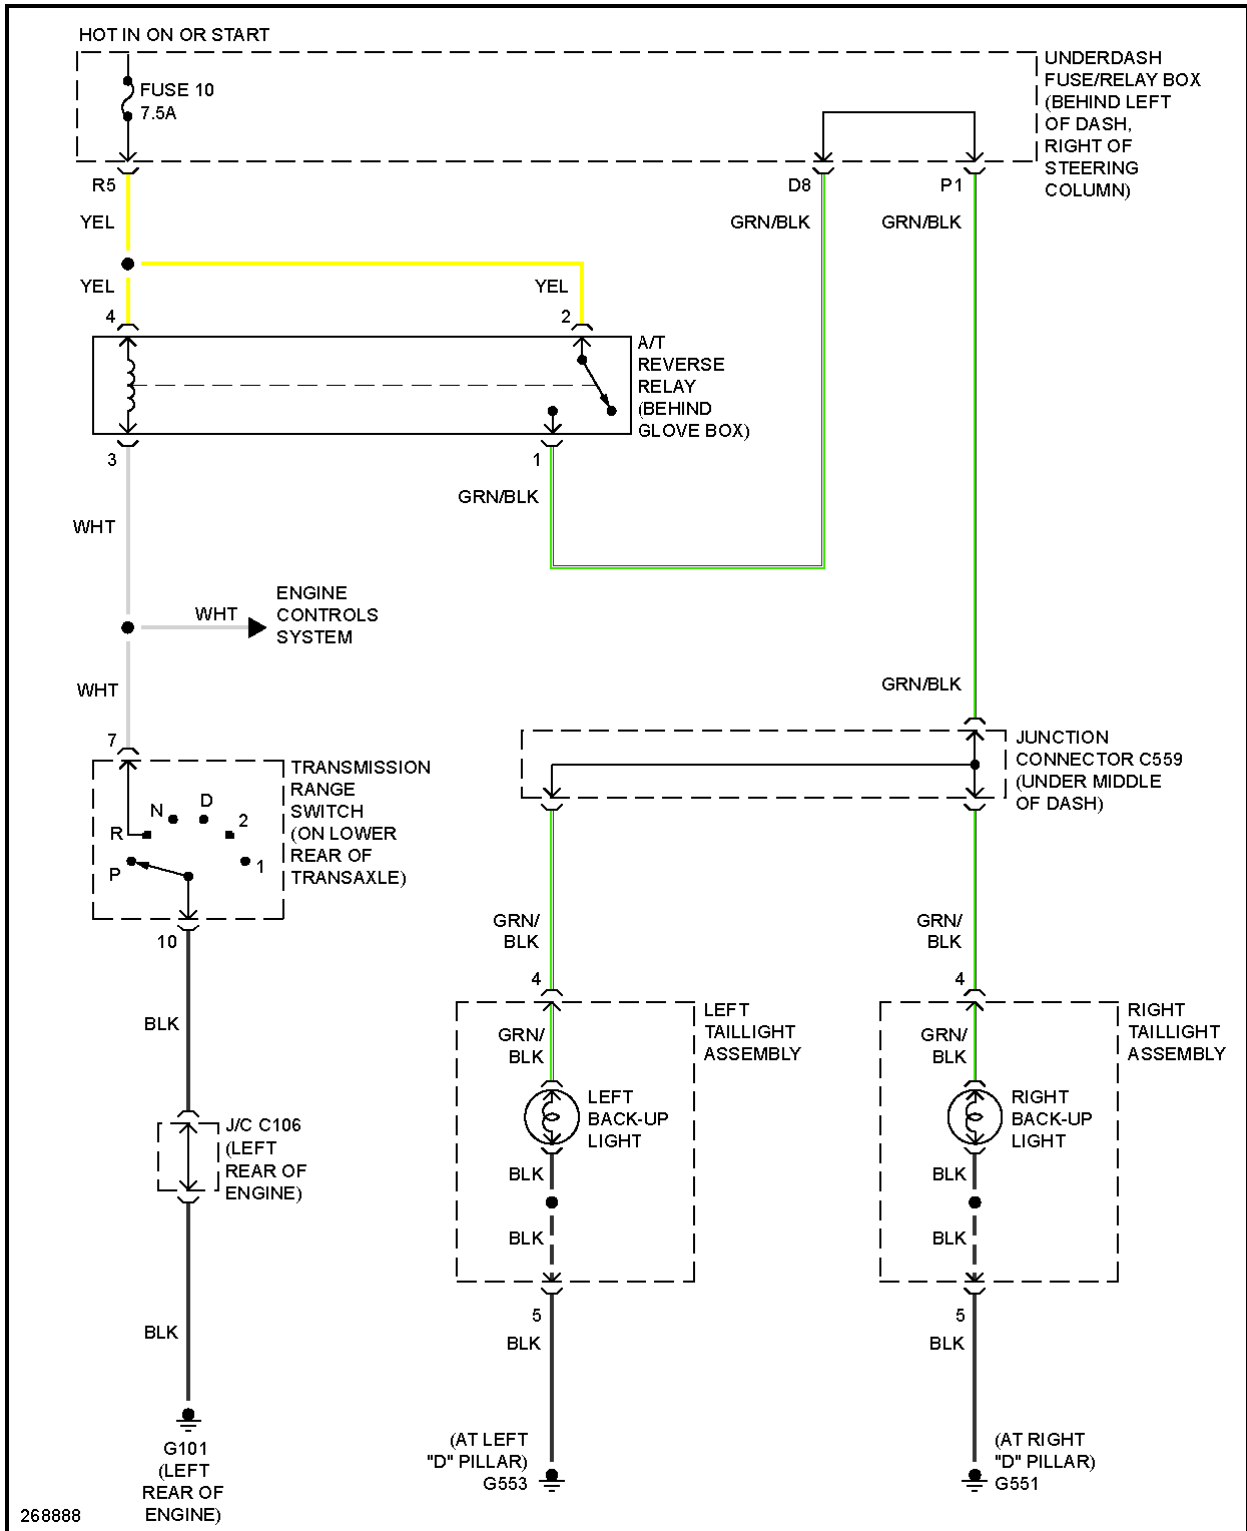 HOT IN ON OR START
FUSE 10
7.5A
UNDERDASH
FUSE/RELAY BOX
(BEHIND LEFT
OF DASH,
RIGHT OF
STEERING
COLUMN)
R5
D8
P1
YEL
GRN/BLK
GRN/BLK
YEL
YEL
4
2
A/T
REVERSE
RELAY
(BEHIND
GLOVE BOX)
3
1
GRN/BLK
WHT
WHT
ENGINE
CONTROLS
SYSTEM
WHT
GRN/BLK
7
TRANSMISSION
RANGE
SWITCH
(ON LOWER
REAR OF
TRANSAXLE)
N
D
R
2
P
1
JUNCTION
CONNECTOR C559
(UNDER MIDDLE
OF DASH)
10
GRN/
BLK
GRN/
BLK
4
4
BLK
GRN/
BLK
LEFT
TAILLIGHT
ASSEMBLY
GRN/
BLK
RIGHT
TAILLIGHT
ASSEMBLY
LEFT
BACK-UP
LIGHT
RIGHT
BACK-UP
LIGHT
J/C C106
(LEFT
REAR OF
ENGINE)
BLK
BLK
BLK
BLK
5
5
BLK
BLK
BLK
G101
(LEFT
REAR OF
ENGINE)
(AT LEFT
"D" PILLAR)
G553
(AT RIGHT
"D" PILLAR)
G551
268888